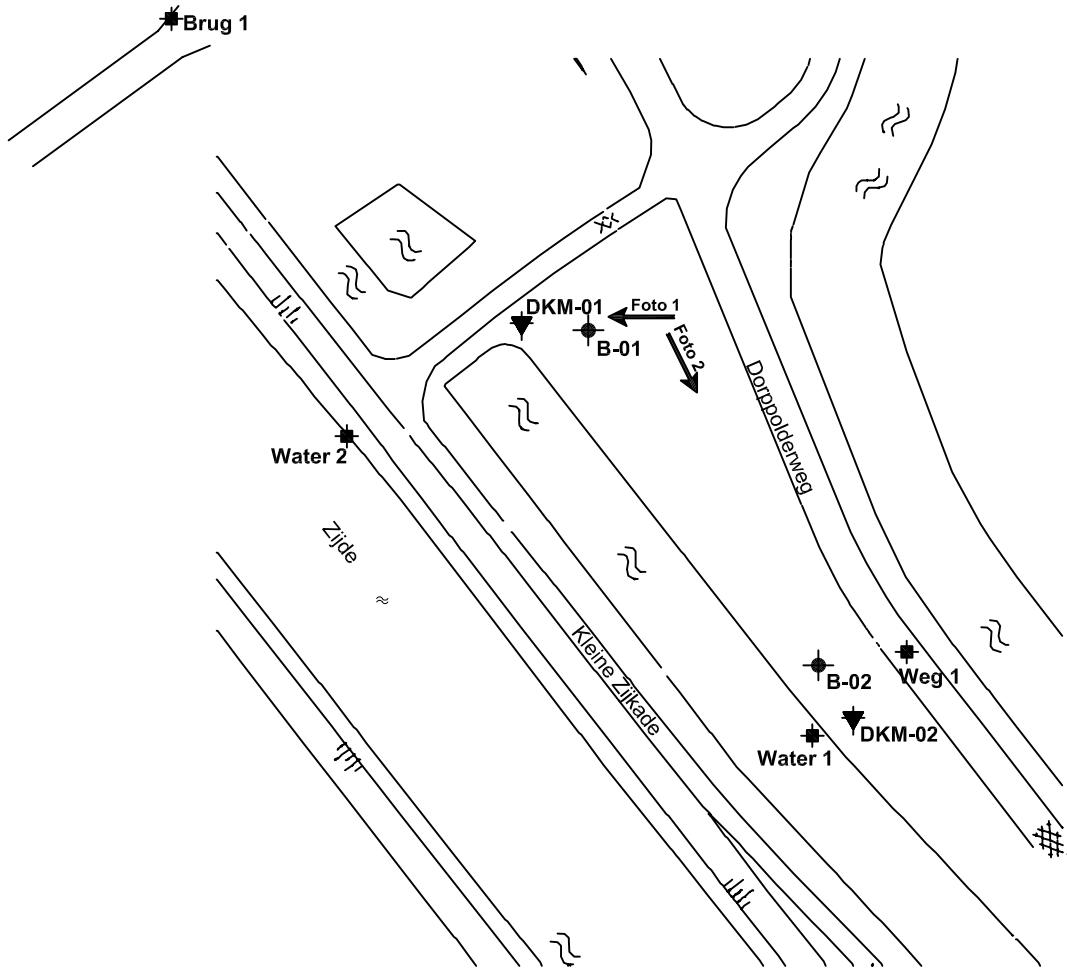 Brug 1
DKM-01
Foto 1
B-01
Foto 2
Dorppolderweg
Water 2
Zijde
Kleine Zijkade
B-02
Weg 1
DKM-02
Water 1